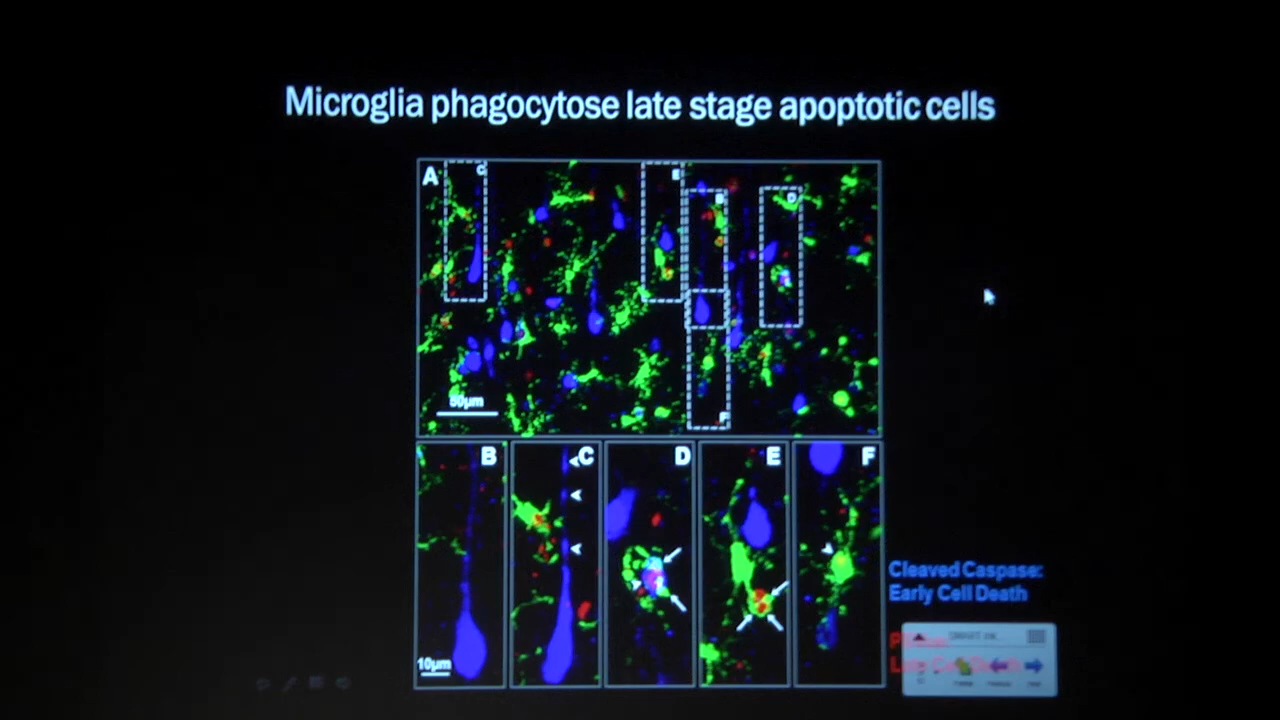 Microglia phagocytose late stage apoptotic cells
A
C
E
B
D
F
50µm
B
C
D
E
F
10µm
Cleaved Caspase:
Early Cell Death